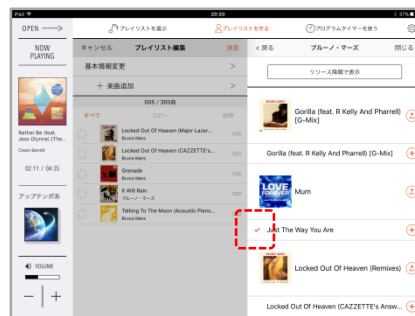 iPad
20:20
37%
OPEN
プレイリストを選ぶ
プレイリストを作る
プログラムタイマーを使う
NOW
PLAYING
キャンセル
プレイリスト編集
決定
< 戻る
ブルーノ・マーズ
閉じる
基本情報変更
>
リリース降順で表示
+ 楽曲追加
>
005 / 300曲
すべて
コピー
削除
Gorilla (feat. R Kelly And Pharrell)
[G-Mix]
Locked Out Of Heaven (Major Lazer...
Bruno Mars
Rather Be (feat.
Jess Glynne) (The...
Clean Bandit
Locked Out Of Heaven (CAZZETTE's...
Bruno Mars
Gorilla (feat. R Kelly And Pharrell) [G-Mix]
02:11 / 04:35
Grenade
Bruno Mars
It Will Rain
ブルーノ・マーズ
LOVE
FOREVER
Mum
アップテンポあ
Talking To The Moon (Acoustic Piano...
Bruno Mars
Just The Way You Are
VOLUME
Locked Out Of Heaven (Remixes)
Locked Out Of Heaven (CAZZETTE's Answ...